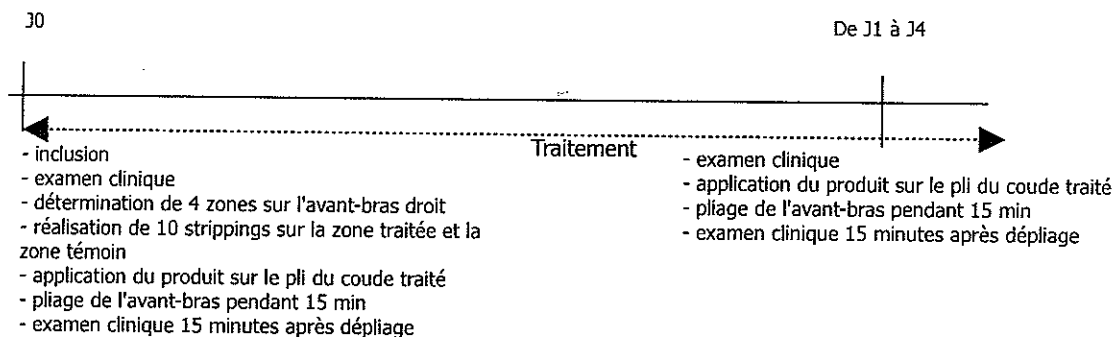 J0
De J1 à J4
Traitement
- inclusion
- examen clinique
- détermination de 4 zones sur l'avant-bras droit
- réalisation de 10 strippings sur la zone traitée et la
zone témoin
- application du produit sur le pli du coude traité
- pliage de l'avant-bras pendant 15 min
- examen clinique 15 minutes après dépliage
- examen clinique
- application du produit sur le pli du coude traité
- pliage de l'avant-bras pendant 15 min
- examen clinique 15 minutes après dépliage